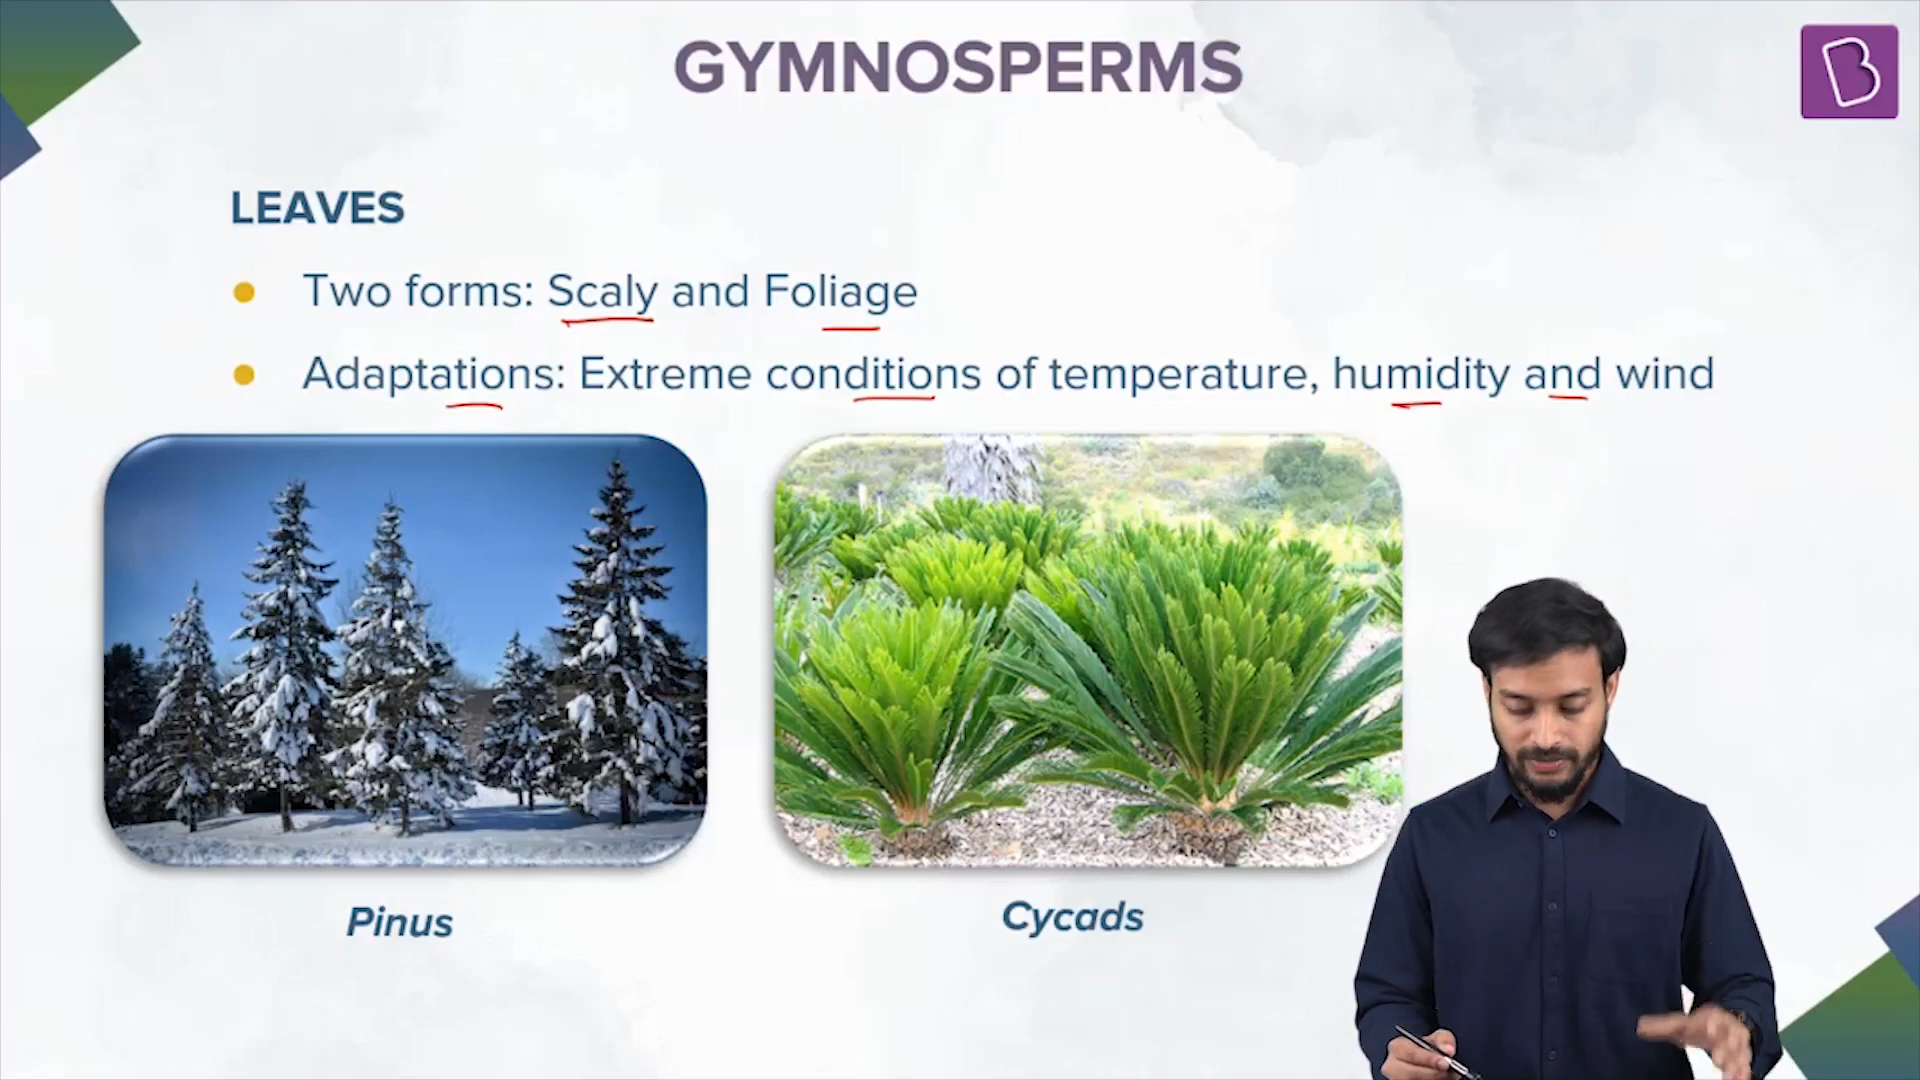 GYMNOSPERMS
B
LEAVES
Two forms: Scaly and Foliage
Adaptations: Extreme conditions of temperature, humidity and wind
Pinus
Cycads